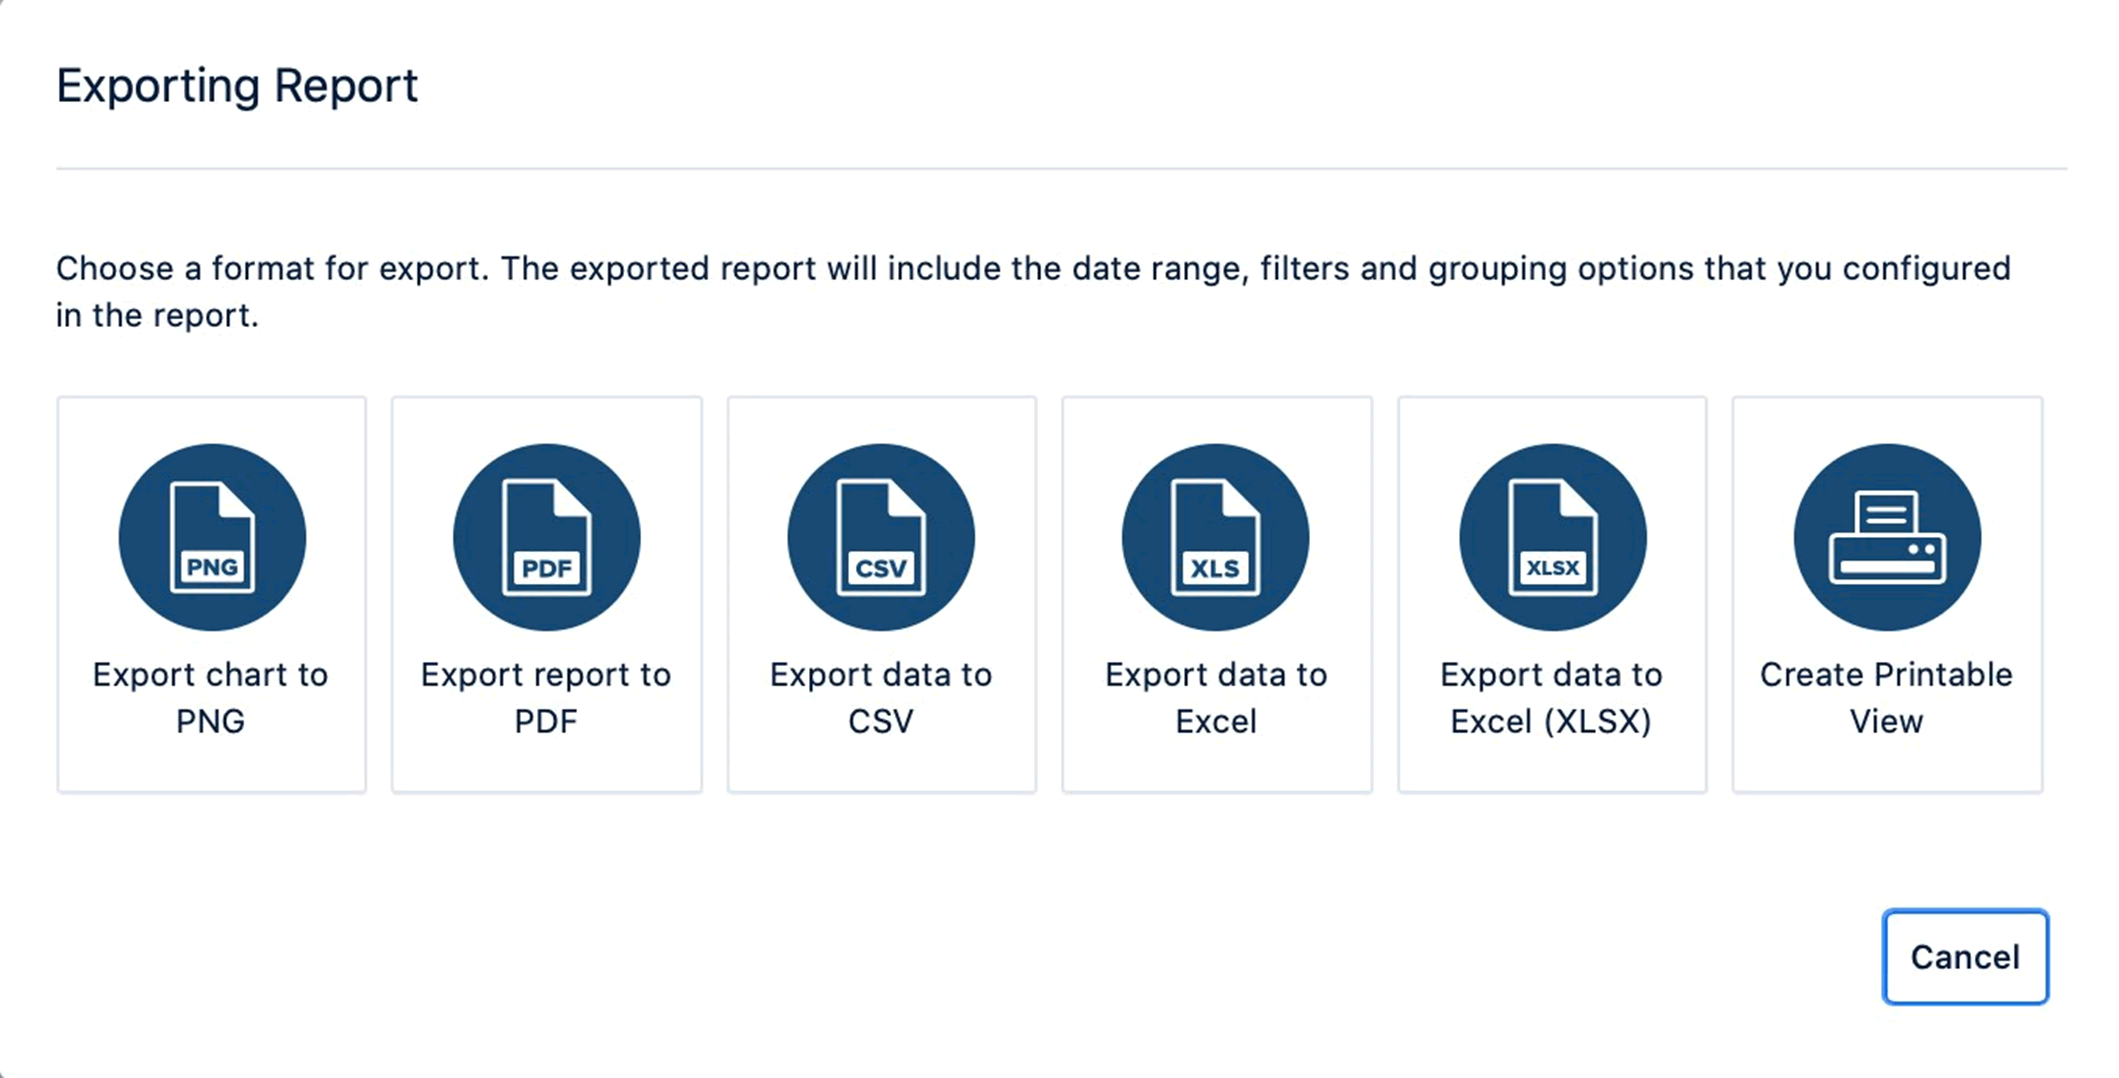 Exporting Report
Choose a format for export. The exported report will include the date range, filters and grouping options that you configured
in the report.
PNG
Export chart to
PNG
PDF
Export report to
PDF
CSV
Export data to
CSV
XLS
Export data to
Excel
XLSX
Export data to
Excel (XLSX)
Create Printable
View
Cancel